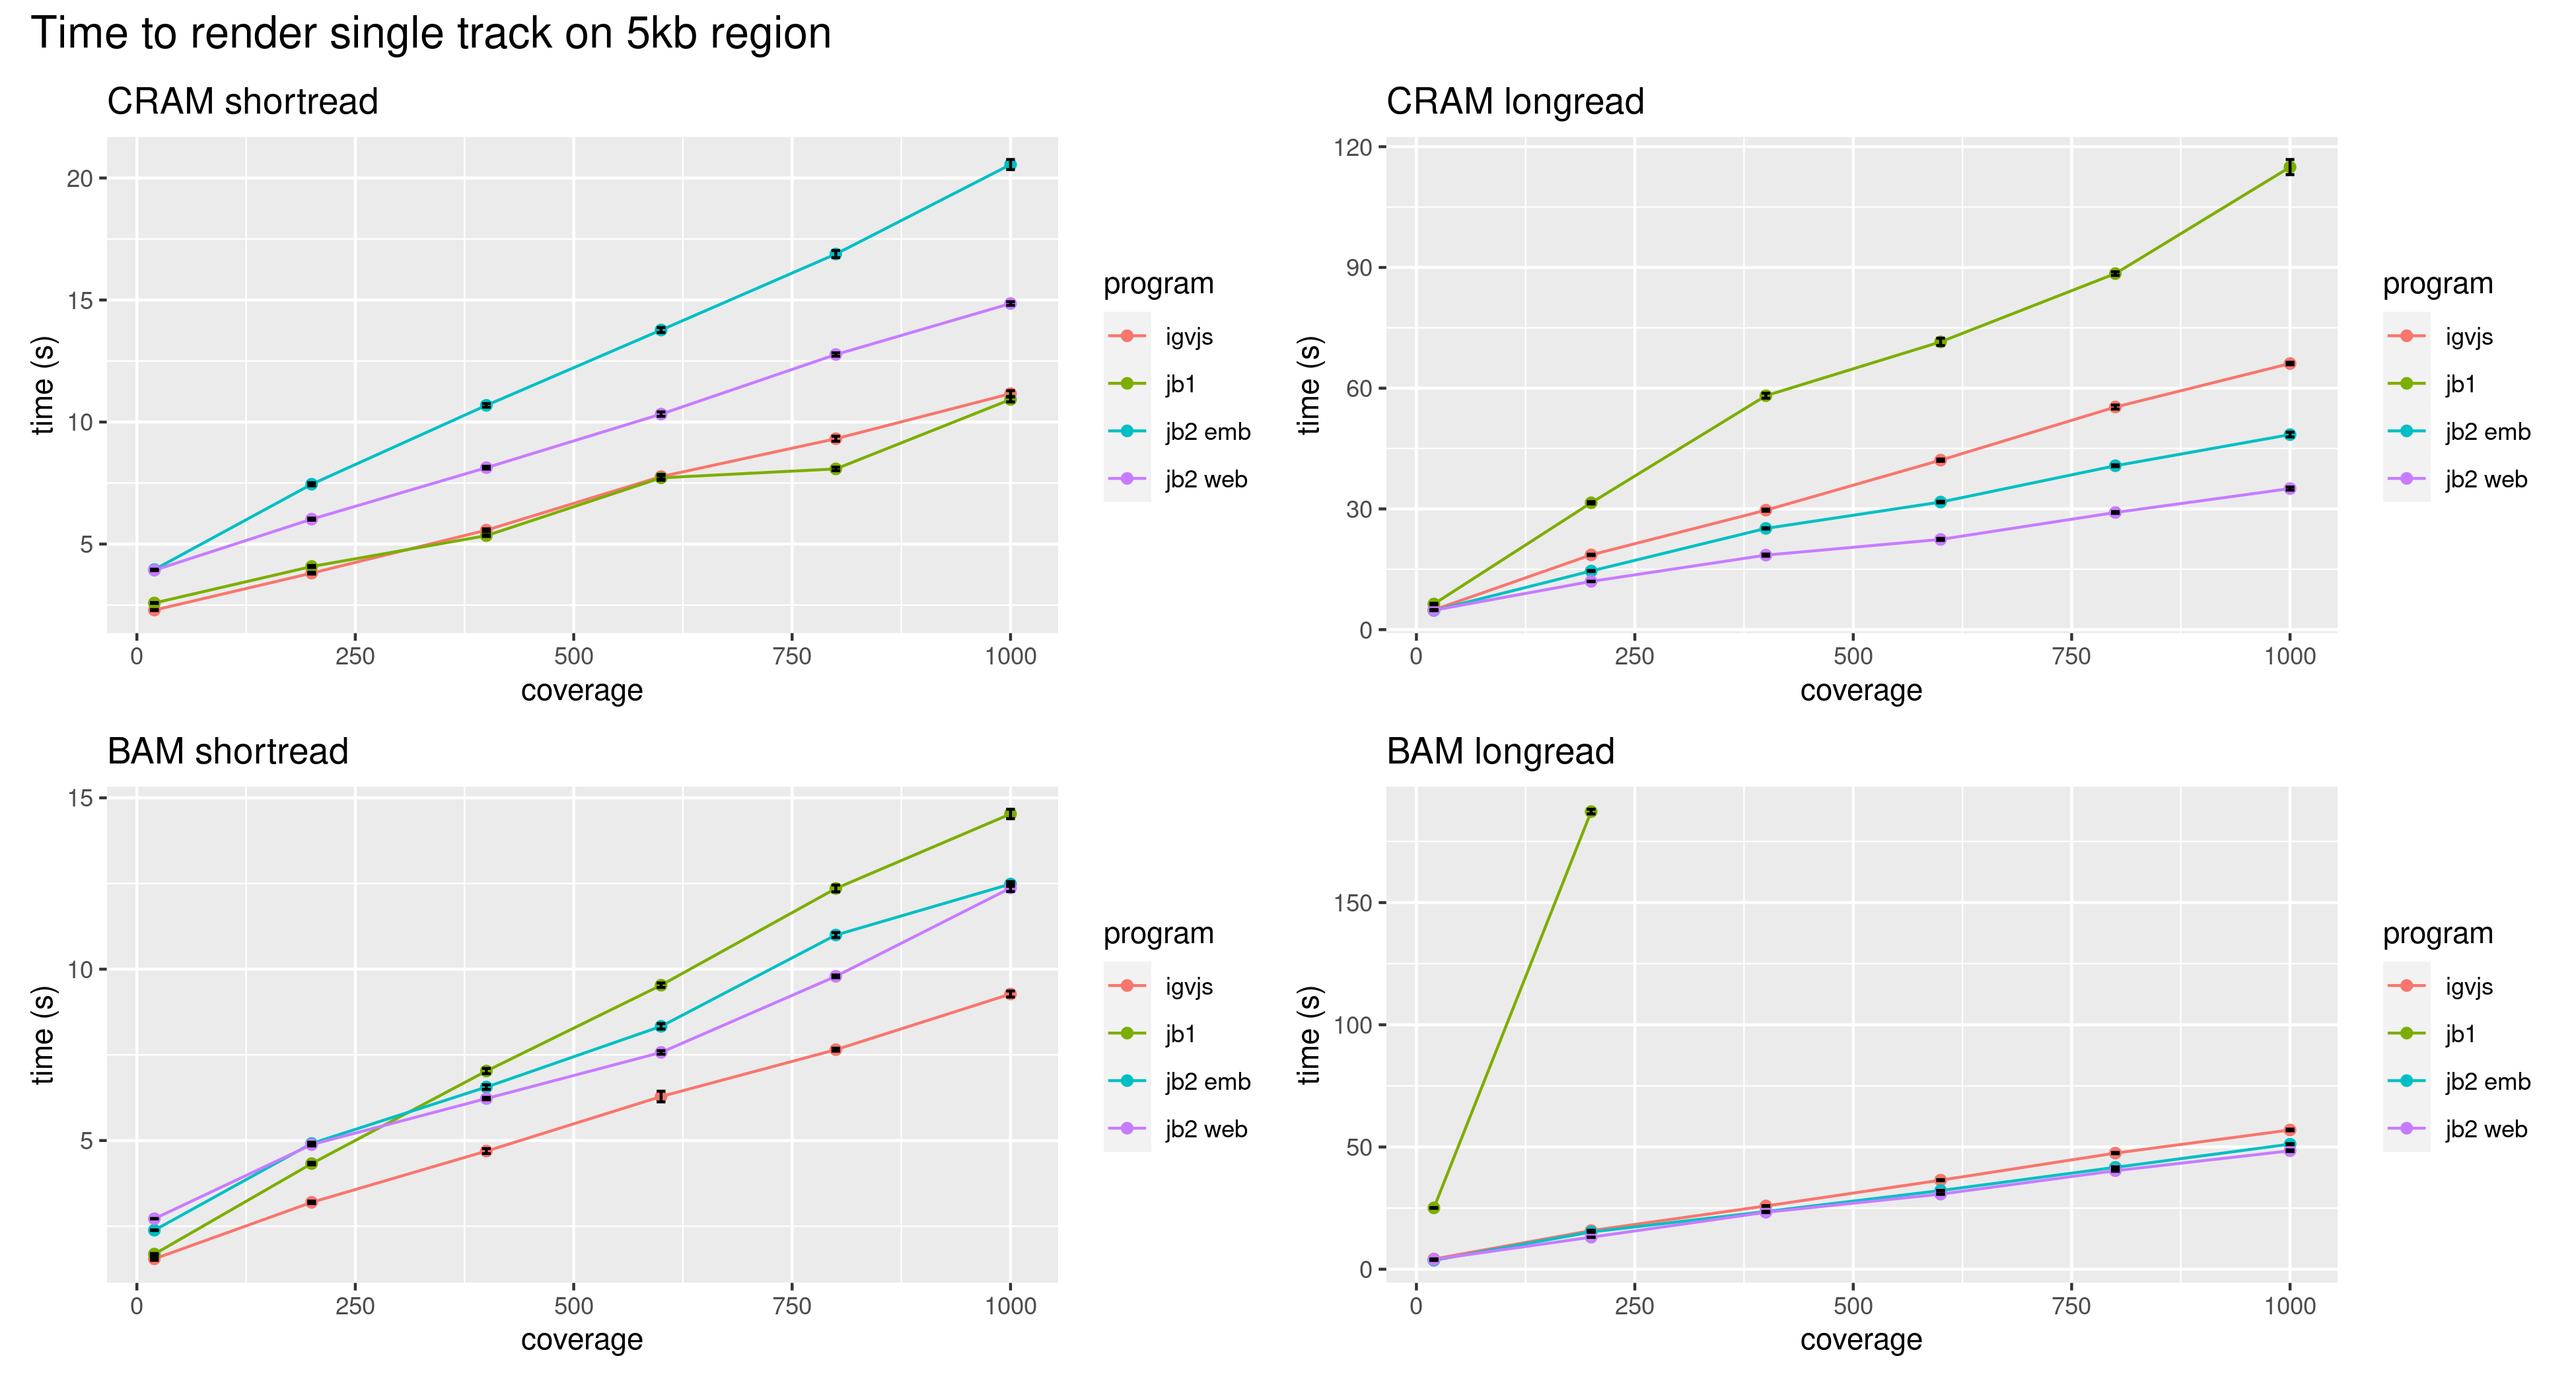 Time to render single track on 5kb region
CRAM shortread
time (s)
20
15
10
5
0 250 500 750 1000
coverage
program
igvjs
jb1
jb2 emb
jb2 web
CRAM longread
time (s)
120
90
60
30
0
0 250 500 750 1000
coverage
program
igvjs
jb1
jb2 emb
jb2 web
BAM shortread
time (s)
15
10
5
0 250 500 750 1000
coverage
program
igvjs
jb1
jb2 emb
jb2 web
BAM longread
time (s)
150
100
50
0
0 250 500 750 1000
coverage
program
igvjs
jb1
jb2 emb
jb2 web